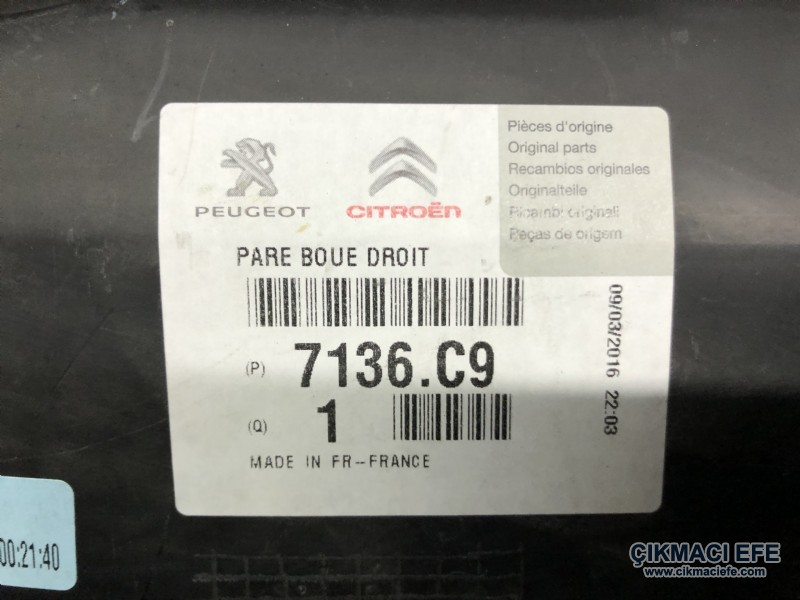 Pièces d'origine
Original parts
Recambios originales
Originalteile
Ricambi originali
Peças de origem
PEUGEOT
CITROËN
PARE BOUE DROIT
(P) 7136.C9
(Q) 1
MADE IN FR-FRANCE
09/03/2016 22:03
00:21:40
ÇIKMACI EFE
www.cikmaciefe.com